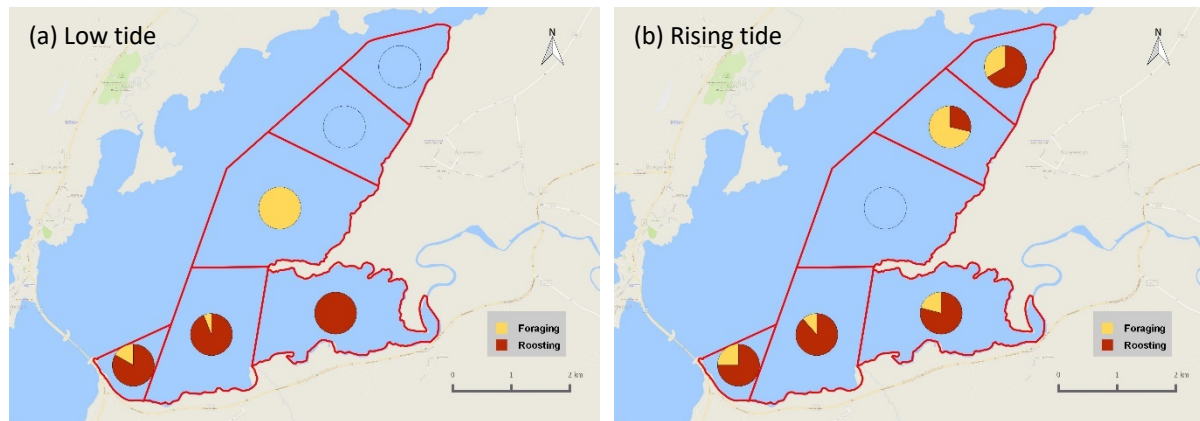 (a) Low tide
N
Foraging
Roosting
0 1 2 km
(b) Rising tide
N
Foraging
Roosting
0 1 2 km